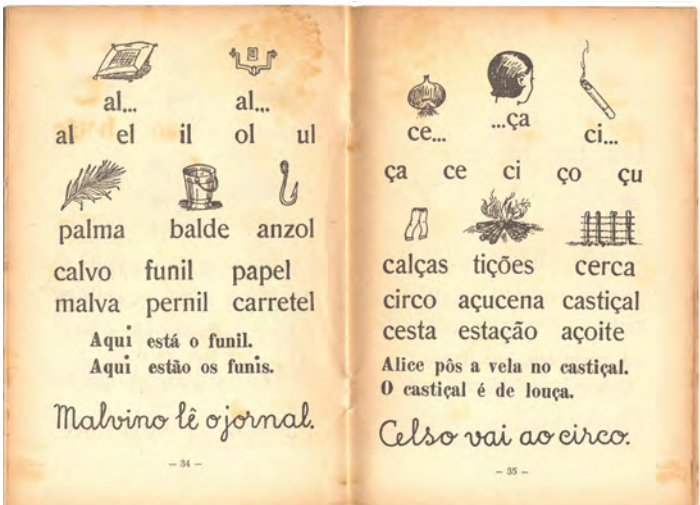 al... al...
al el il ol ul
palma balde anzol
calvo funil papel
malva pernil carretel
Aqui está o funil.
Aqui estão os funis.
Malvino lê o jornal.
– 34 –
ce... ...ça ci...
ça ce ci ço çu
calças tições cerca
circo açucena castiçal
cesta estação açoite
Alice pôs a vela no castiçal.
O castiçal é de louça.
Celso vai ao circo.
– 35 –